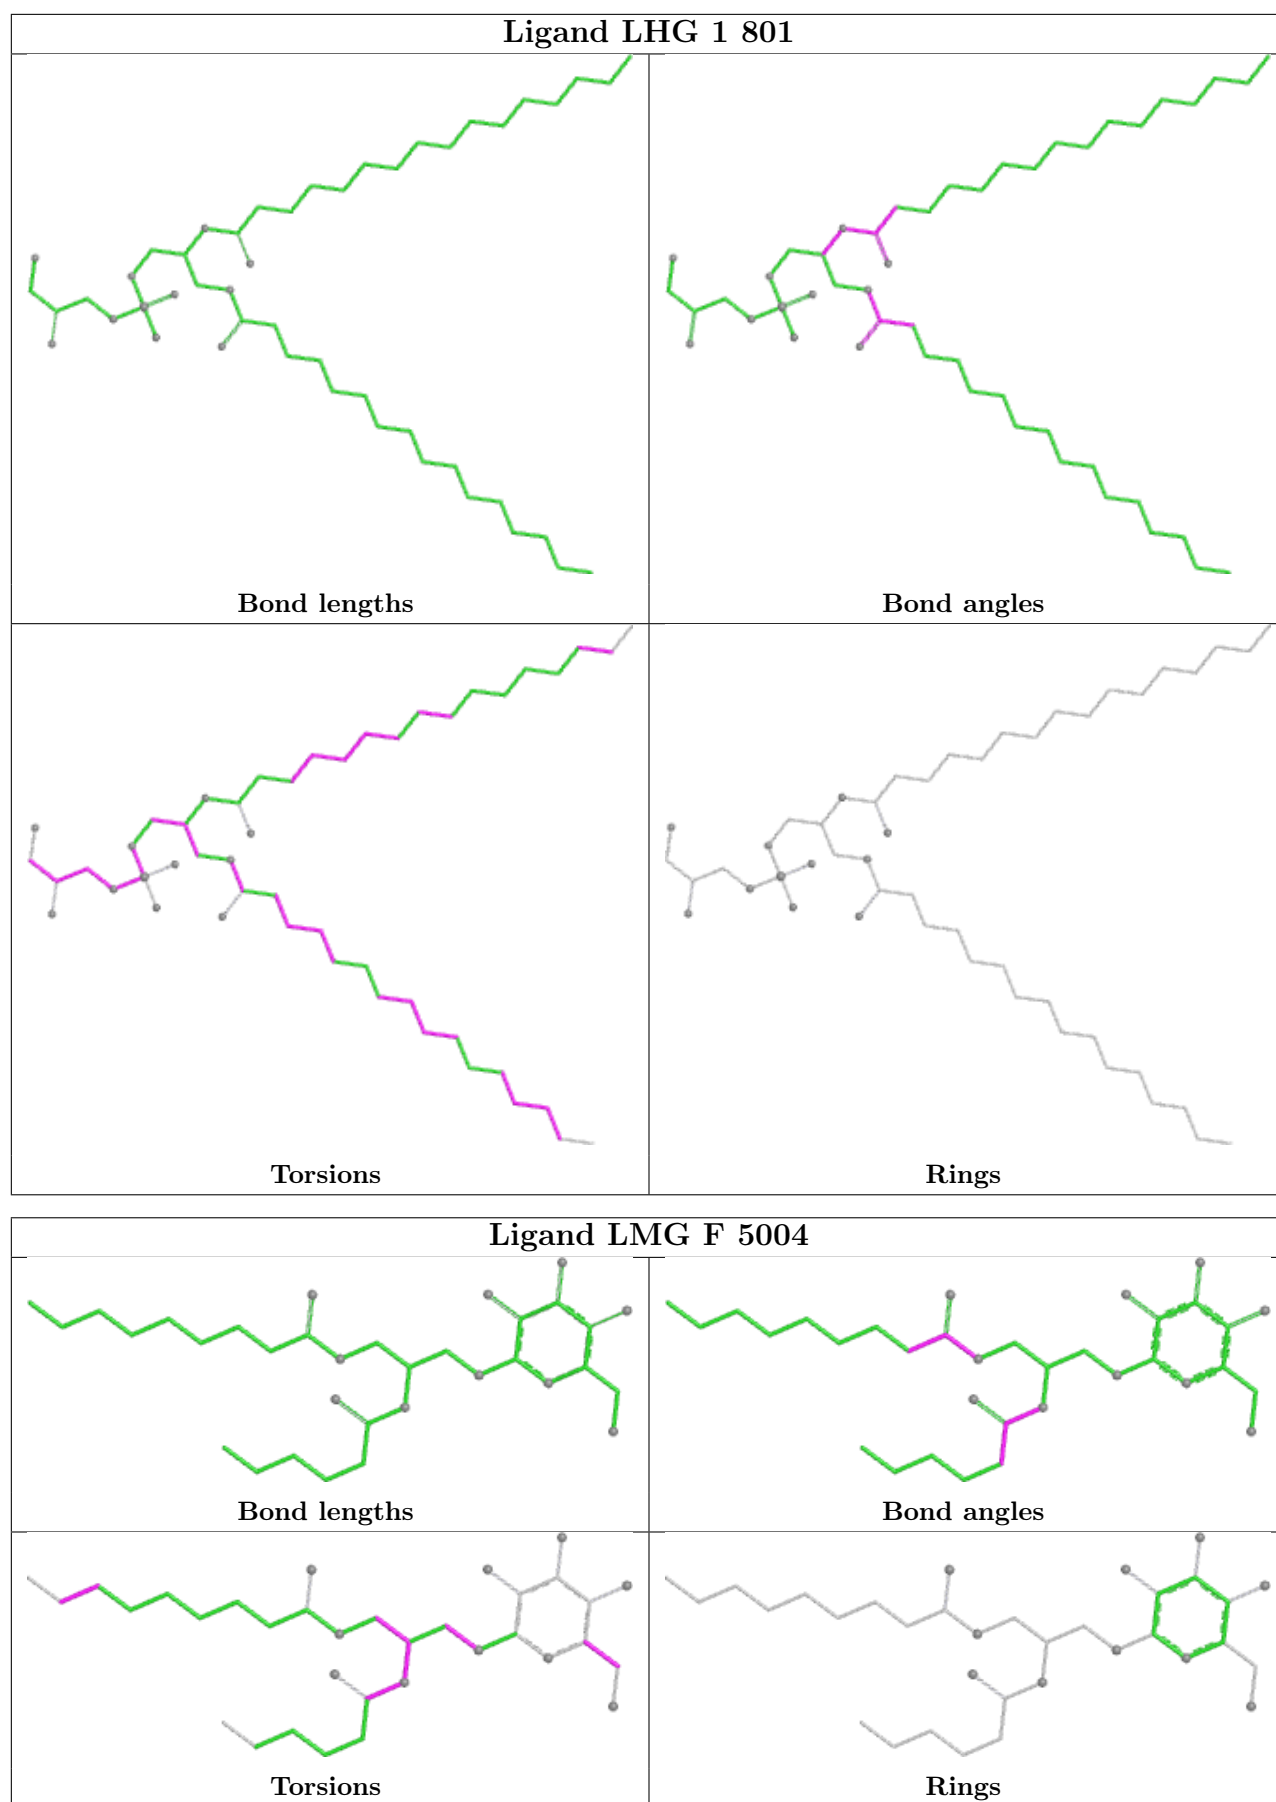 Ligand LHG 1 801
Bond lengths
Bond angles
Torsions
Rings
Ligand LMG F 5004
Bond lengths
Bond angles
Torsions
Rings